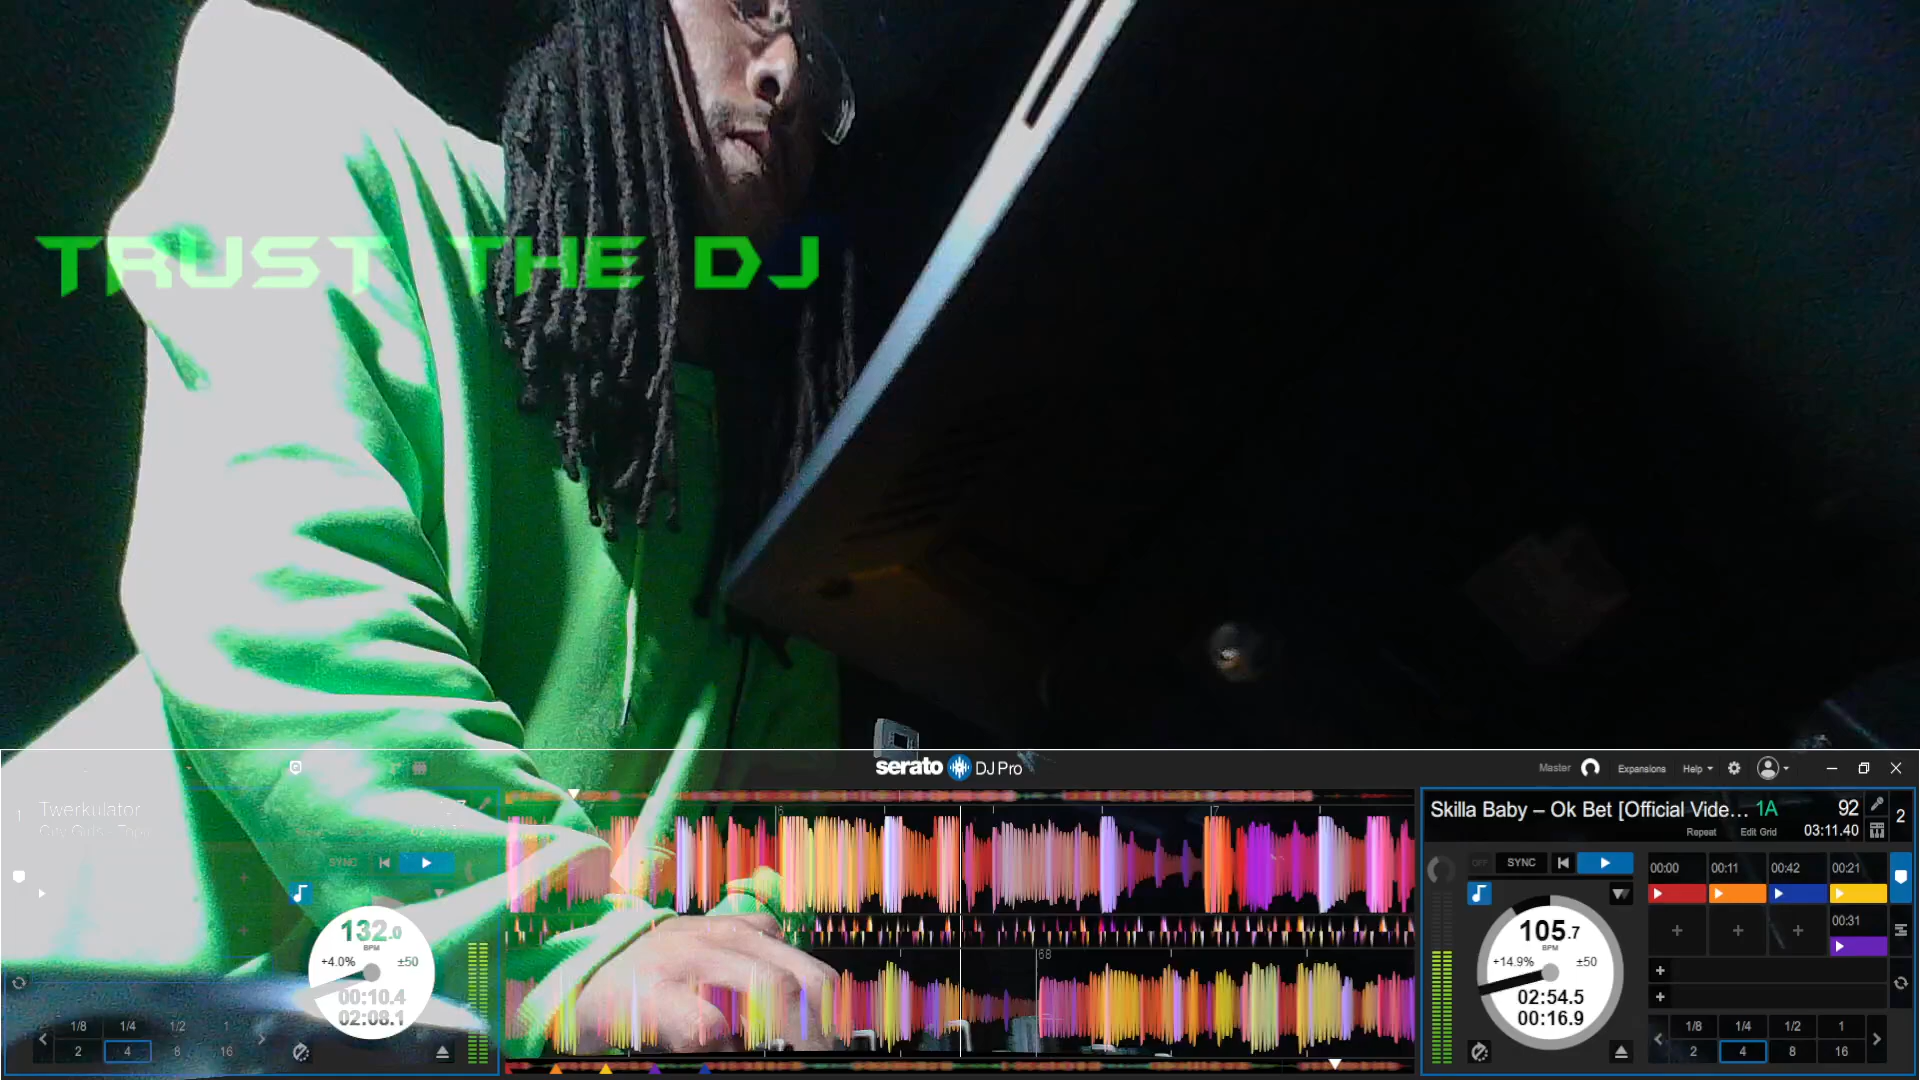 TRUST THE DJ
serato DJ Pro
Master
Expansions
Help
1
Twerkulator
SYNC
132.0
BPM
+4.0%
±50
00:10.4
02:08.1
1/8
1/4
1/2
1
2
4
8
16
6
7
68
Skilla Baby – Ok Bet [Official Vide...
1A
92
2
Repeat
Edit Grid
03:11.40
OFF
SYNC
00:00
00:11
00:42
00:21
00:31
105.7
BPM
+14.9%
±50
02:54.5
00:16.9
1/8
1/4
1/2
1
2
4
8
16